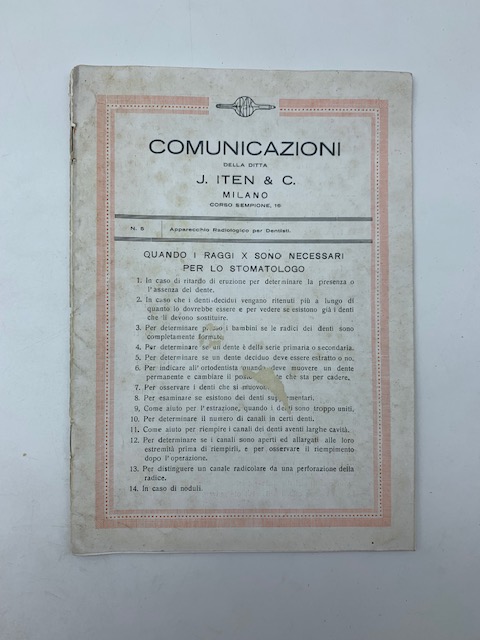 COMUNICAZIONI
DELLA DITTA
J. ITEN & C.
MILANO
CORSO SEMPIONE, 16
N. 5 Apparecchio Radiologico per Dentisti.
QUANDO I RAGGI X SONO NECESSARI
PER LO STOMATOLOGO
1. In caso di ritardo di eruzione per determinare la presenza o
l'assenza del dente.
2. In caso che i denti decidui vengano ritenuti più a lungo di
quanto lo dovrebbe essere e per vedere se esistono già i denti
che li devono sostituire.
3. Per determinare i bambini se le radici dei denti sono
completamente formate.
4. Per determinare se un dente è della serie primaria o secondaria.
5. Per determinare se un dente deciduo deve essere estratto o no.
6. Per indicare all'ortodentista quando deve muovere un dente
permanente e cambiare il che sta per cadere.
7. Per osservare i denti che si muovono
8. Per esaminare se esistono dei denti supplementari.
9. Come aiuto per l'estrazione, quando i denti sono troppo uniti.
10. Per determinare il numero di canali in certi denti.
11. Come aiuto per riempire i canali dei denti aventi larghe cavità.
12. Per determinare se i canali sono aperti ed allargati alle loro
estremità prima di riempirli, e per osservare il riempimento
dopo l'operazione.
13. Per distinguere un canale radicolare da una perforazione della
radice.
14. In caso di noduli.